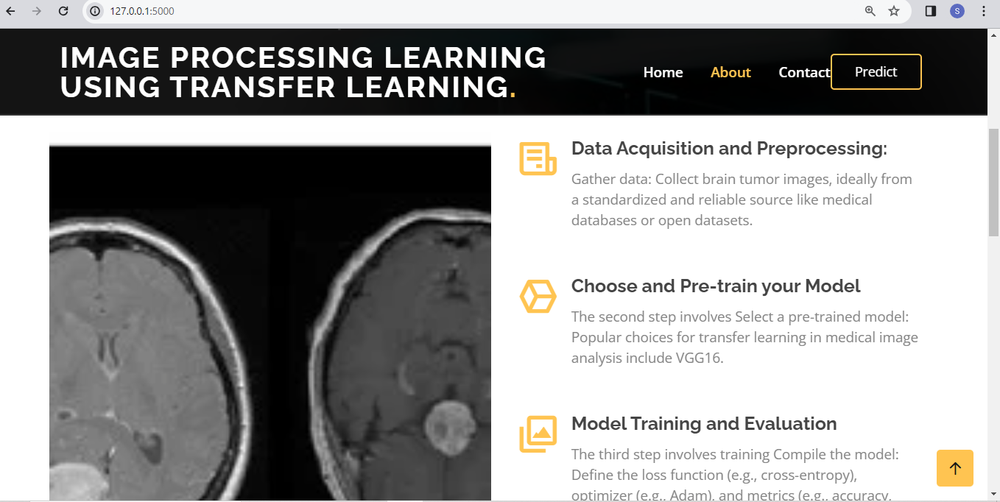 127.0.0.1:5000
S
IMAGE PROCESSING LEARNING
USING TRANSFER LEARNING.
Home
About
Contact
Predict
Data Acquisition and Preprocessing:
Gather data: Collect brain tumor images, ideally from
a standardized and reliable source like medical
databases or open datasets.
Choose and Pre-train your Model
The second step involves Select a pre-trained model:
Popular choices for transfer learning in medical image
analysis include VGG16.
Model Training and Evaluation
The third step involves training Compile the model:
Define the loss function (e.g., cross-entropy),
optimizer (e.g., Adam), and metrics (e.g., accuracy,